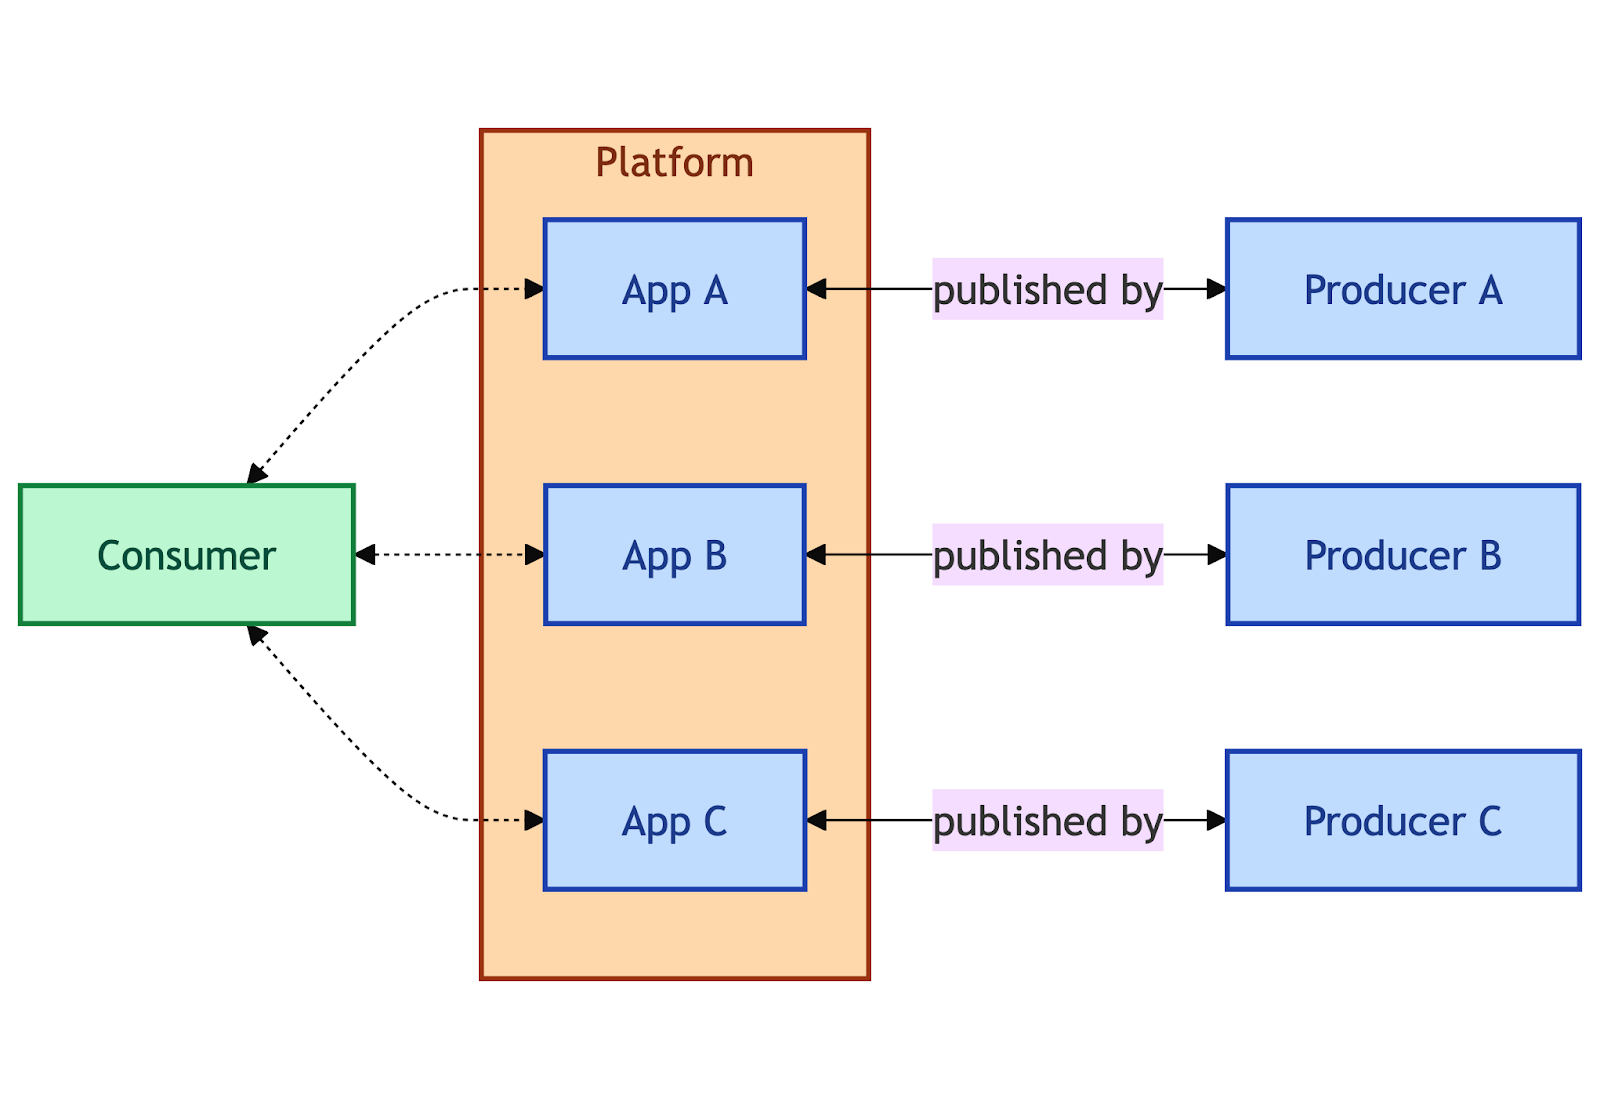 Platform
App A
published by
Producer A
Consumer
App B
published by
Producer B
App C
published by
Producer C